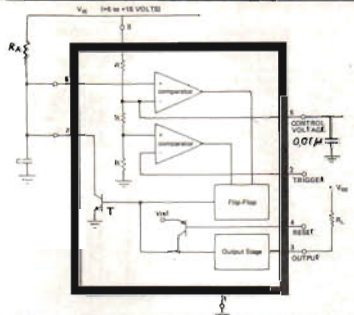 Vcc (+5 to +15 VOLTS)
8
RA
R
6
comparator
5
CONTROL
VOLTAGE
0,01μ
7
R
comparator
C
R
2
TRIGGER
Vcc
Flip-Flop
T
Vref
RL
4
RESET
Output Stage
3
OUTPUT
1